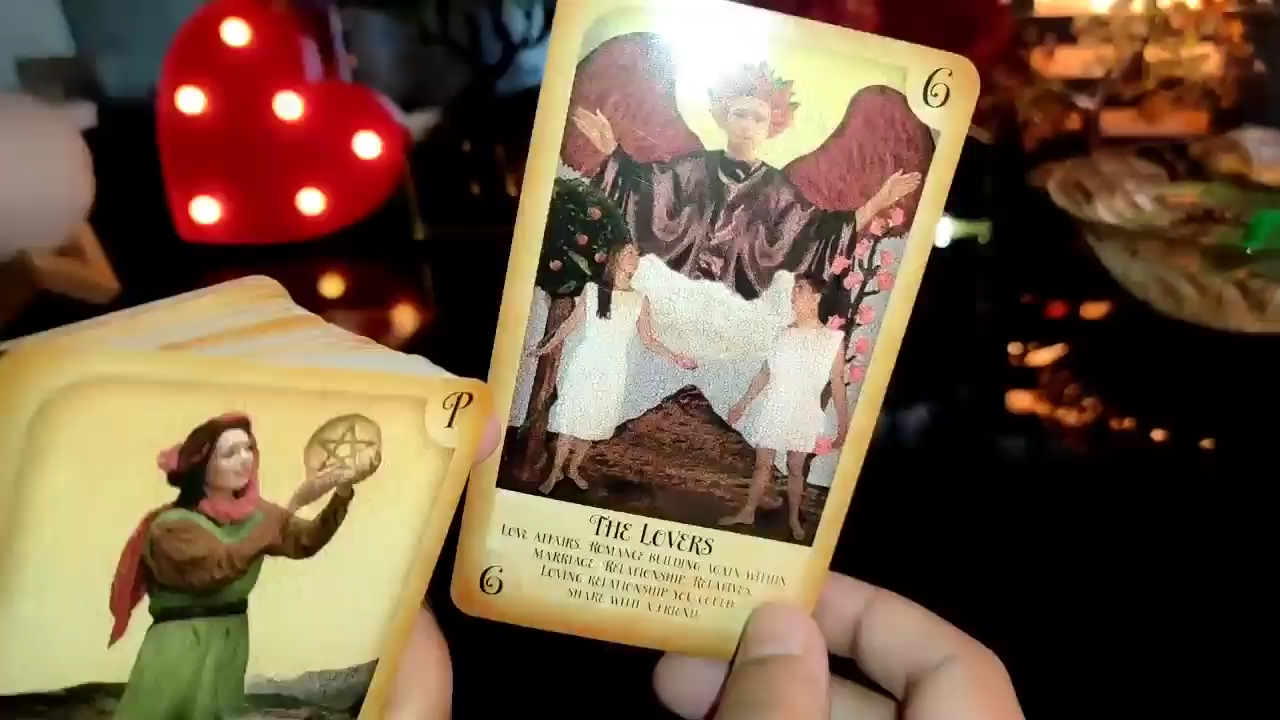 6
P
THE LOVERS
LOVE AFFAIRS. ROMANCE BUILDING AGAIN WITHIN
MARRIAGE. RELATIONSHIP. RELATIVES.
LOVING RELATIONSHIP YOU COULD
SHARE WITH A FRIEND
6